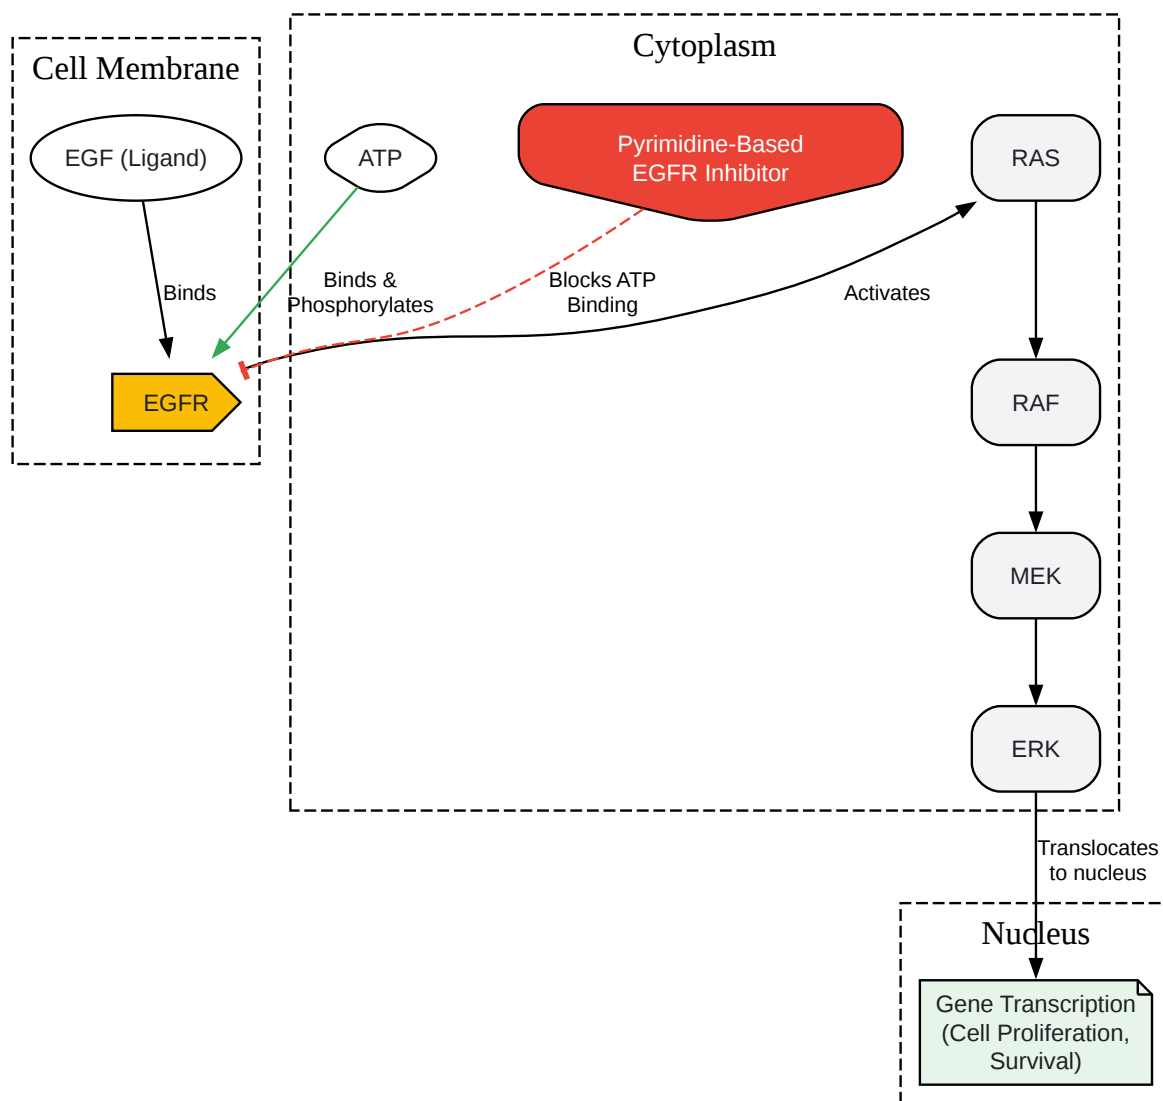 Cytoplasm
Cell Membrane
EGF (Ligand)
ATP
Pyrimidine-Based
EGFR Inhibitor
RAS
Binds
Binds &
Phosphorylates
Blocks ATP
Binding
Activates
EGFR
RAF
MEK
ERK
Translocates
to nucleus
Nucleus
Gene Transcription
(Cell Proliferation,
Survival)